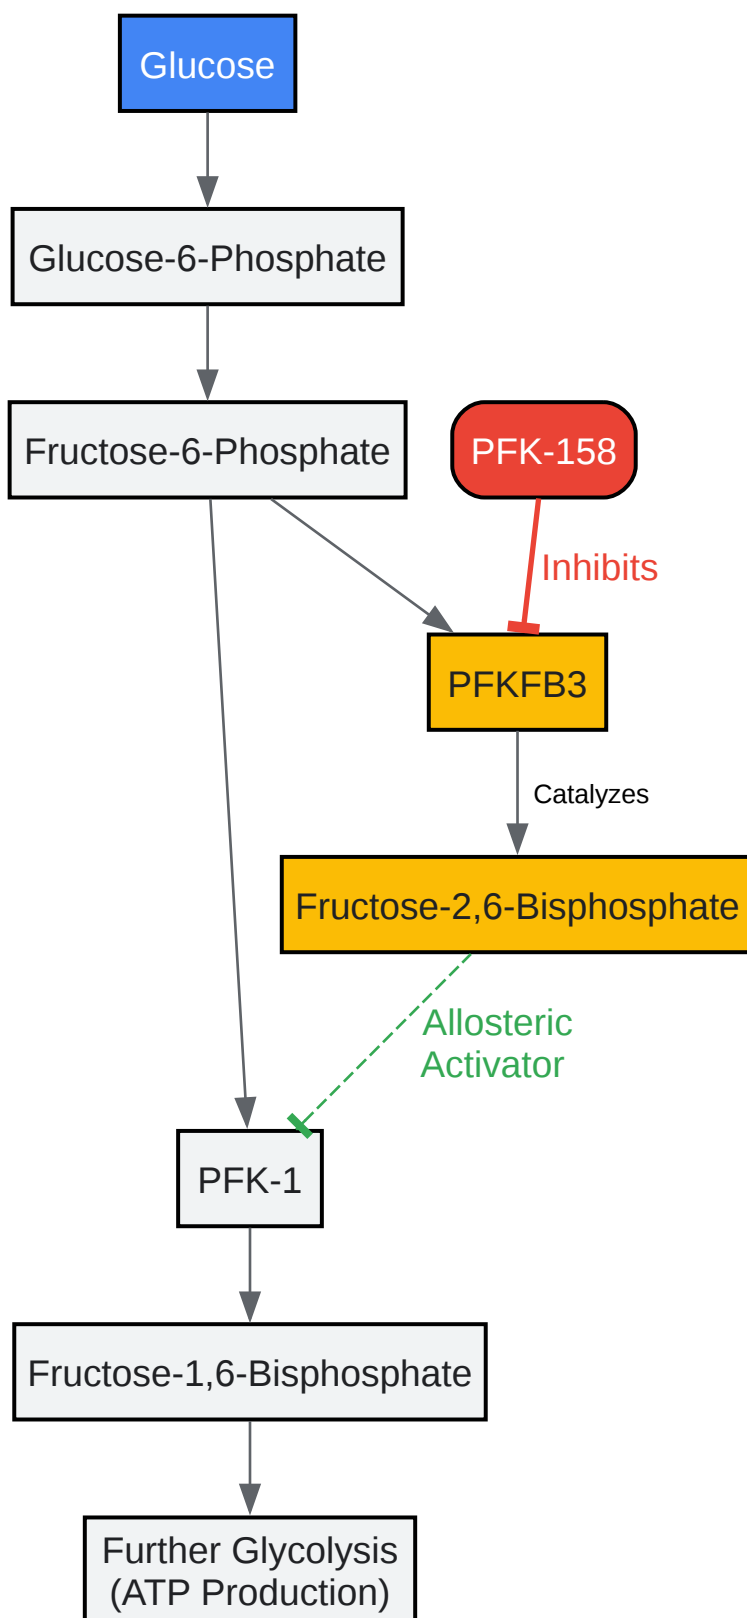 Glucose
Glucose-6-Phosphate
Fructose-6-Phosphate
PFK-158
Inhibits
PFKFB3
Catalyzes
Fructose-2,6-Bisphosphate
Allosteric
Activator
PFK-1
Fructose-1,6-Bisphosphate
Further Glycolysis
(ATP Production)